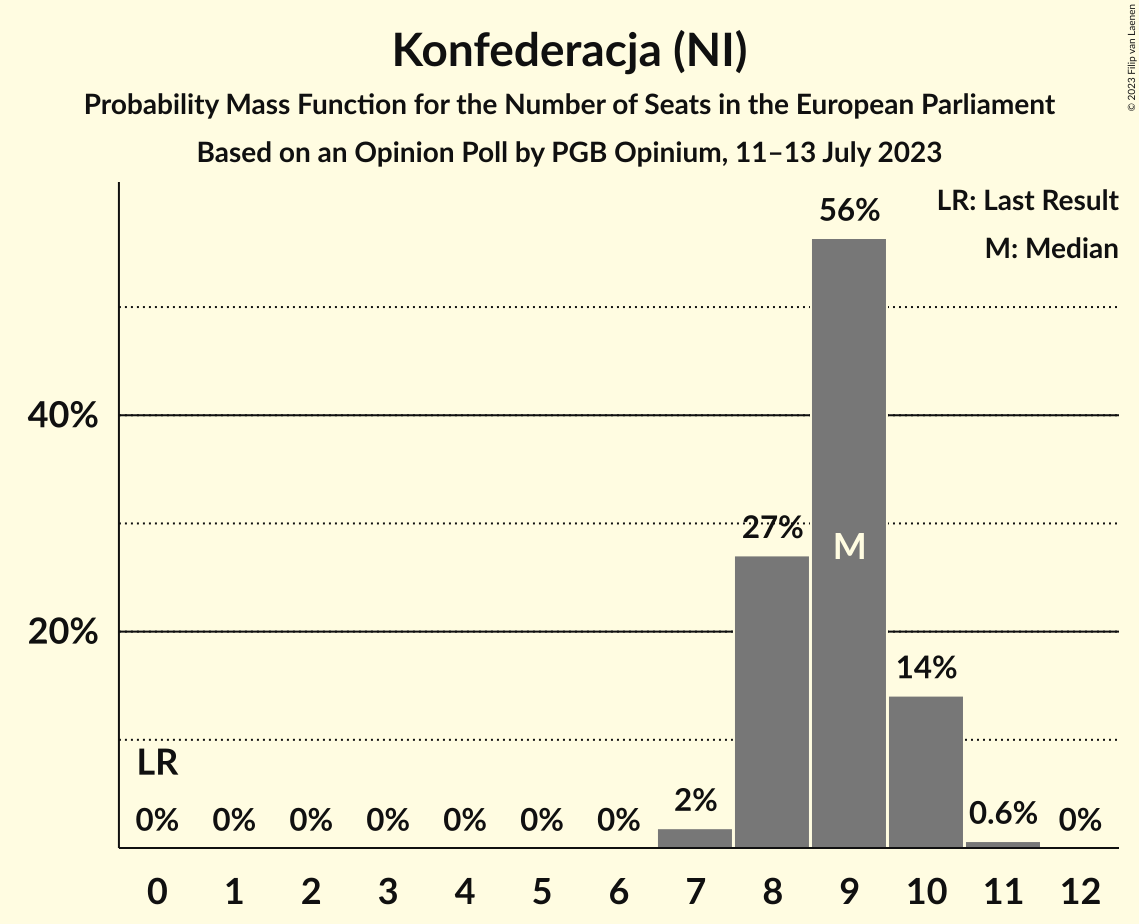 Konfederacja (NI)
Probability Mass Function for the Number of Seats in the European Parliament
Based on an Opinion Poll by PGB Opinium, 11–13 July 2023
© 2023 Filip van Laenen
LR: Last Result
M: Median
56%
40%
27%
M
20%
14%
LR
0% 0% 0% 0% 0% 0% 0% 2% 0.6% 0%
0 1 2 3 4 5 6 7 8 9 10 11 12